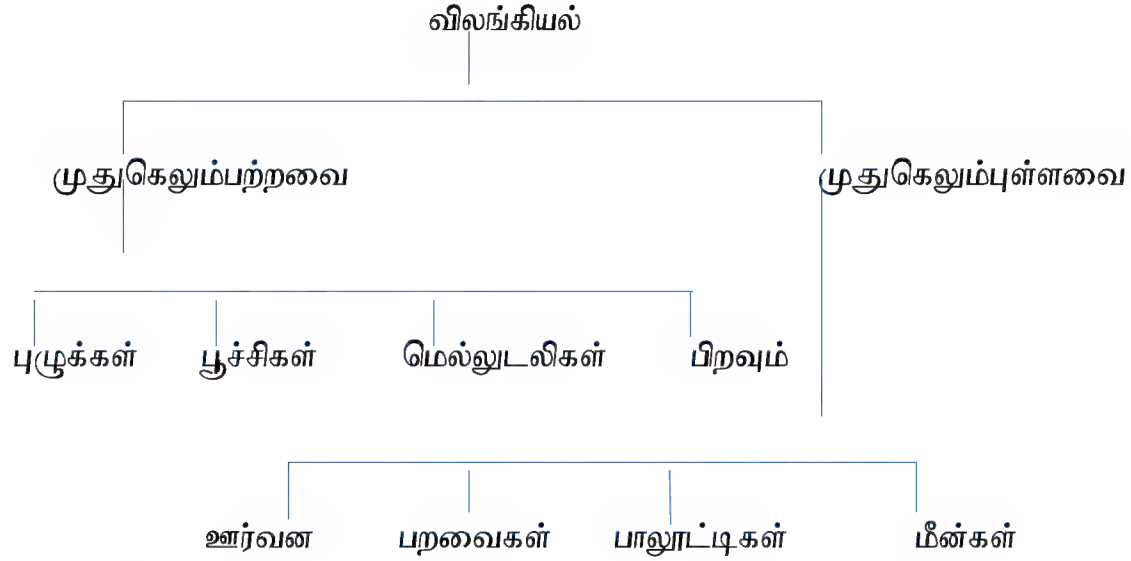 விலங்கியல்
முதுகெலும்பற்றவை முதுகெலும்புள்ளவை
புழுக்கள் பூச்சிகள் மெல்லுடலிகள் பிறவும்
ஊர்வன பறவைகள் பாலூட்டிகள் மீன்கள்